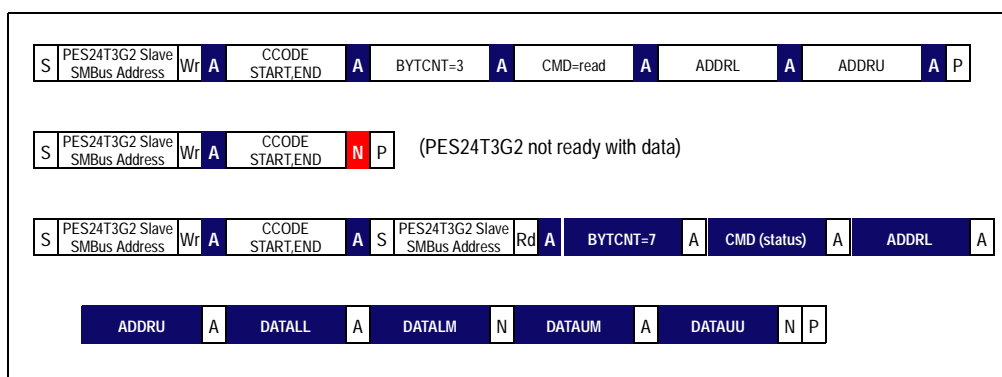 S PES24T3G2 Slave SMBus Address Wr A CCODE START,END A BYTCNT=3 A CMD=read A ADDRL A ADDRU A P
S PES24T3G2 Slave SMBus Address Wr A CCODE START,END N P (PES24T3G2 not ready with data)
S PES24T3G2 Slave SMBus Address Wr A CCODE START,END A S PES24T3G2 Slave SMBus Address Rd A BYTCNT=7 A CMD (status) A ADDRL A
ADDRU A DATALL A DATALM N DATAUM A DATAUU N P